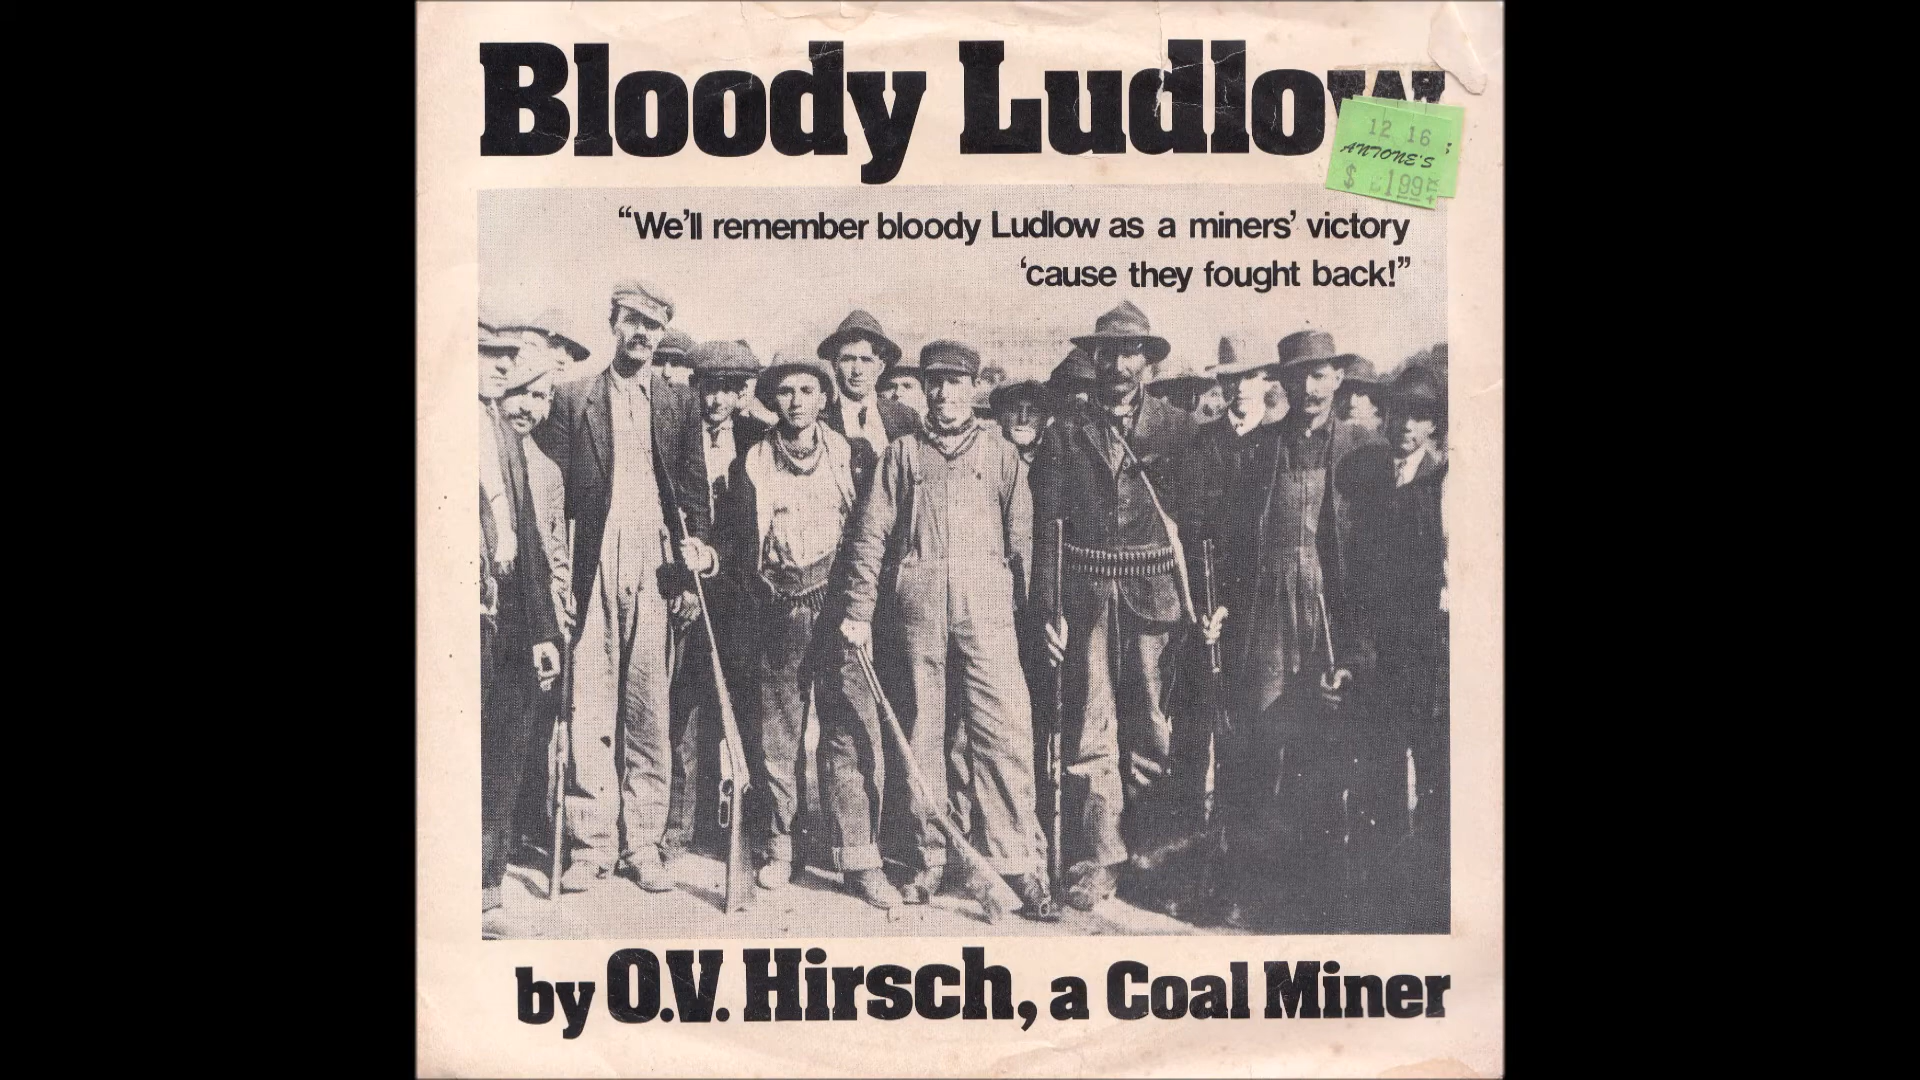 Bloody Ludlow
12 16
ANTONE'S
$ 1.99
“We’ll remember bloody Ludlow as a miners’ victory
‘cause they fought back!”
by O.V. Hirsch, a Coal Miner